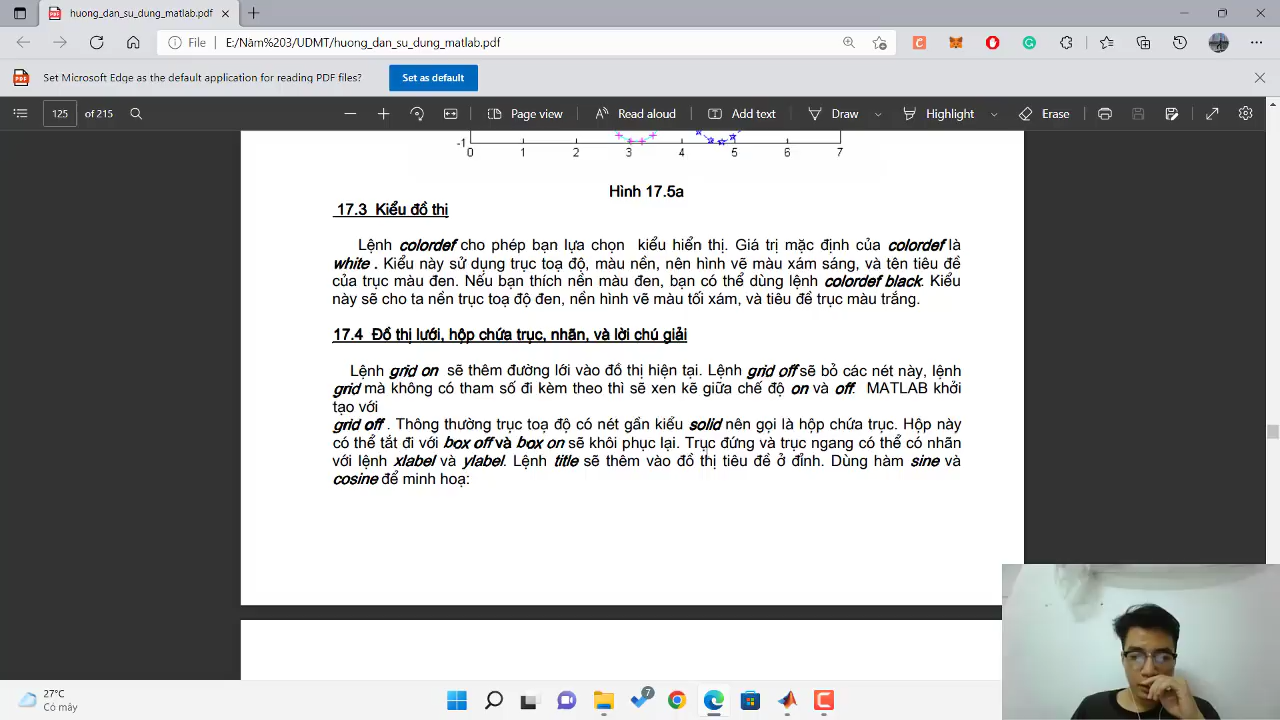 huong_dan_su_dung_matlab.pdf
File
E:/Năm%203/UDMT/huong_dan_su_dung_matlab.pdf
Set Microsoft Edge as the default application for reading PDF files?
Set as default
125
of 215
Page view
Read aloud
Add text
Draw
Highlight
Erase
-1
0 1 2 3 4 5 6 7
Hình 17.5a
17.3 Kiểu đồ thị
Lệnh colordef cho phép bạn lựa chọn kiểu hiển thị. Giá trị mặc định của colordef là
white . Kiểu này sử dụng trục toạ độ, màu nền, nên hình vẽ màu xám sáng, và tên tiêu đề
của trục màu đen. Nếu bạn thích nền màu đen, bạn có thể dùng lệnh colordef black. Kiểu
này sẽ cho ta nền trục toạ độ đen, nền hình vẽ màu tối xám, và tiêu đề trục màu trắng.
17.4 Đồ thị lưới, hộp chứa trục, nhãn, và lời chú giải
Lệnh grid on sẽ thêm đường lới vào đồ thị hiện tại. Lệnh grid off sẽ bỏ các nét này, lệnh
grid mà không có tham số đi kèm theo thì sẽ xen kẽ giữa chế độ on và off. MATLAB khởi
tạo với
grid off . Thông thường trục toạ độ có nét gần kiểu solid nên gọi là hộp chứa trục. Hộp này
có thể tắt đi với box off và box on sẽ khôi phục lại. Trục đứng và trục ngang có thể có nhãn
với lệnh xlabel và ylabel. Lệnh title sẽ thêm vào đồ thị tiêu đề ở đỉnh. Dùng hàm sine và
cosine để minh hoạ:
27°C
Có mây
7